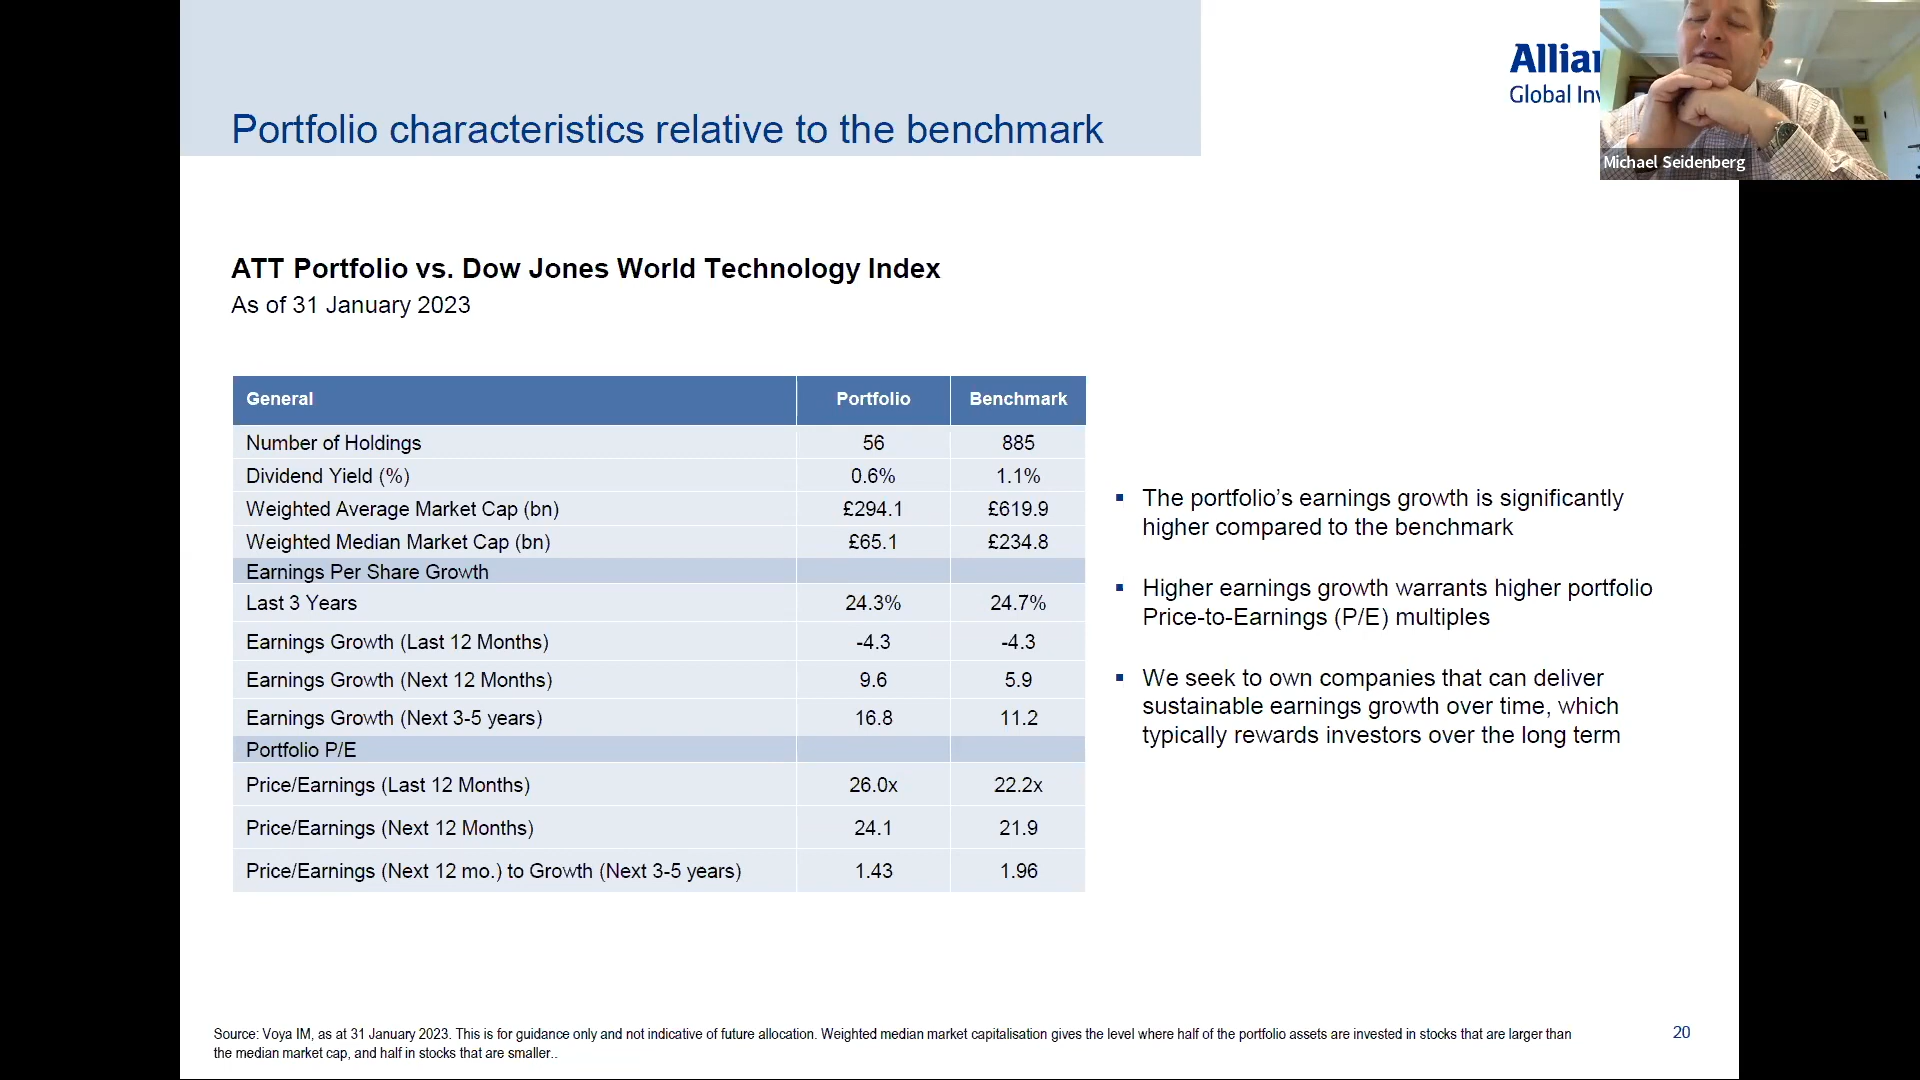 Portfolio characteristics relative to the benchmark
Allia
Global Inv
Michael Seidenberg
ATT Portfolio vs. Dow Jones World Technology Index
As of 31 January 2023
General Portfolio Benchmark
Number of Holdings 56 885
Dividend Yield (%) 0.6% 1.1%
Weighted Average Market Cap (bn) £294.1 £619.9
Weighted Median Market Cap (bn) £65.1 £234.8
Earnings Per Share Growth
Last 3 Years 24.3% 24.7%
Earnings Growth (Last 12 Months) -4.3 -4.3
Earnings Growth (Next 12 Months) 9.6 5.9
Earnings Growth (Next 3-5 years) 16.8 11.2
Portfolio P/E
Price/Earnings (Last 12 Months) 26.0x 22.2x
Price/Earnings (Next 12 Months) 24.1 21.9
Price/Earnings (Next 12 mo.) to Growth (Next 3-5 years) 1.43 1.96
▪ The portfolio's earnings growth is significantly
higher compared to the benchmark
▪ Higher earnings growth warrants higher portfolio
Price-to-Earnings (P/E) multiples
▪ We seek to own companies that can deliver
sustainable earnings growth over time, which
typically rewards investors over the long term
Source: Voya IM, as at 31 January 2023. This is for guidance only and not indicative of future allocation. Weighted median market capitalisation gives the level where half of the portfolio assets are invested in stocks that are larger than
the median market cap, and half in stocks that are smaller..
20